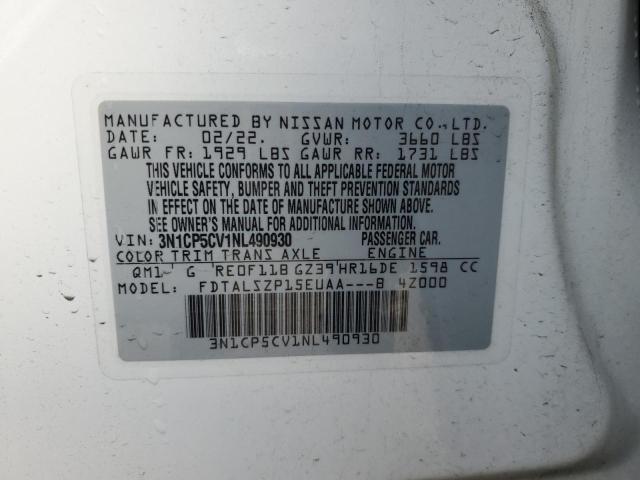 MANUFACTURED BY NISSAN MOTOR CO., LTD.
DATE: 02/22. GVWR: 3660 LBS
GAWR FR: 1929 LBS GAWR RR: 1731 LBS
THIS VEHICLE CONFORMS TO ALL APPLICABLE FEDERAL MOTOR
VEHICLE SAFETY, BUMPER AND THEFT PREVENTION STANDARDS
IN EFFECT ON THE DATE OF MANUFACTURE SHOWN ABOVE.
SEE OWNER'S MANUAL FOR ADDITIONAL INFORMATION.
VIN: 3N1CP5CV1NL490930 PASSENGER CAR.
COLOR TRIM TRANS AXLE ENGINE
QM1 G RE0F11B GZ39 HR16DE 1598 CC
MODEL: FDTALSZP15EUAA---B 4Z000
3N1CP5CV1NL490930